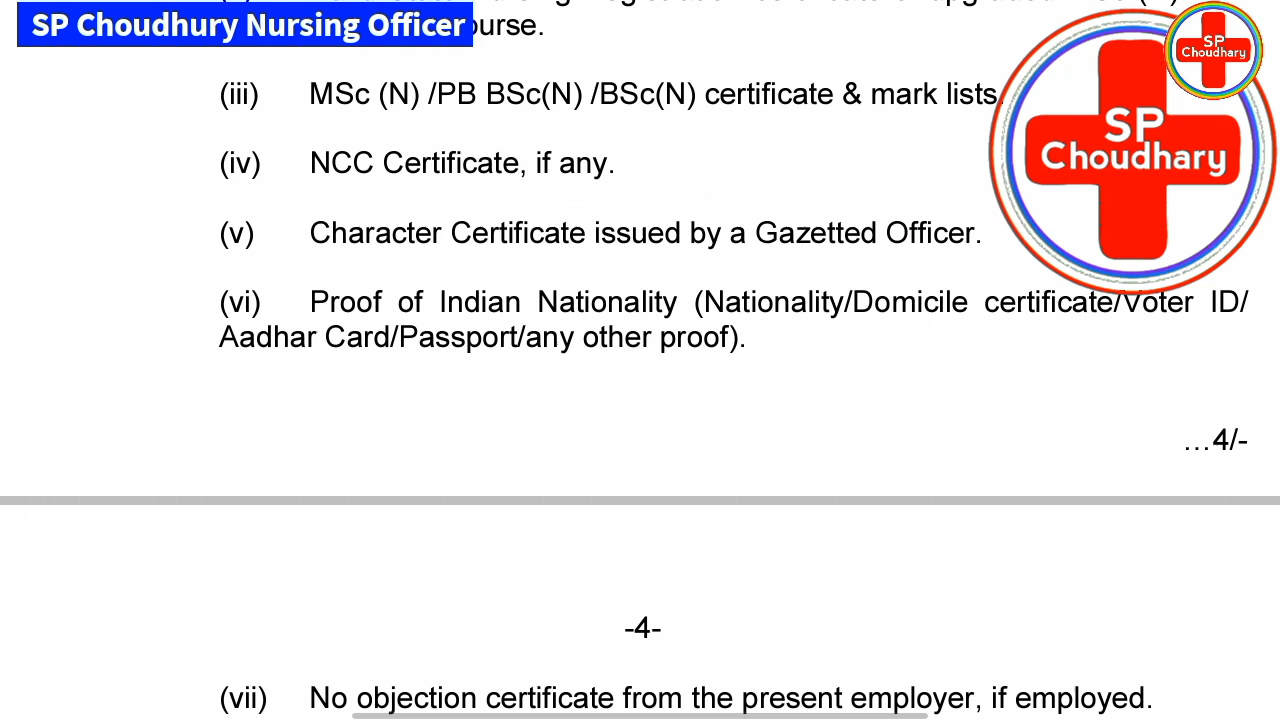 SP Choudhury Nursing Officer
ourse.
SP
Choudhary
SP
Choudhary
(iii) MSc (N) /PB BSc(N) /BSc(N) certificate & mark lists.
(iv) NCC Certificate, if any.
(v) Character Certificate issued by a Gazetted Officer.
(vi) Proof of Indian Nationality (Nationality/Domicile certificate/Voter ID/
Aadhar Card/Passport/any other proof).
...4/-
-4-
(vii) No objection certificate from the present employer, if employed.